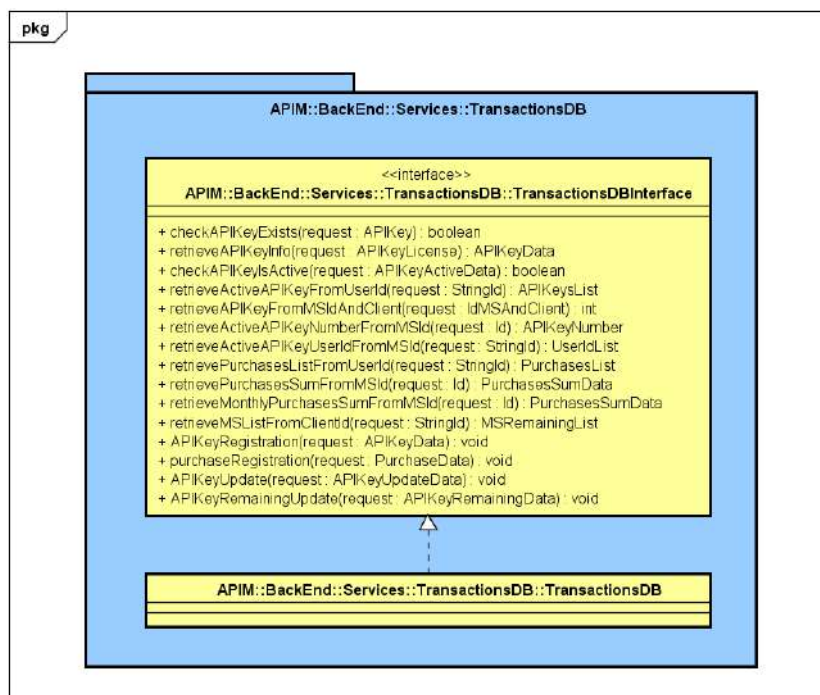 pkg
APIM::BackEnd::Services::TransactionsDB
<<interface>>
APIM::BackEnd::Services::TransactionsDB::TransactionsDBInterface
+ checkAPIKeyExists(request : APIKey) : boolean
+ retrieveAPIKeyInfo(request : APIKeyLicense) : APIKeyData
+ checkAPIKeyIsActive(request : APIKeyActiveData) : boolean
+ retrieveActiveAPIKeyFromUserId(request : StringId) : APIKeysList
+ retrieveAPIKeyFromMSIdAndClient(request : IdMSAndClient) : int
+ retrieveActiveAPIKeyNumberFromMSId(request : Id) : APIKeyNumber
+ retrieveActiveAPIKeyUserIdFromMSId(request : StringId) : UserIdList
+ retrievePurchasesListFromUserId(request : StringId) : PurchasesList
+ retrievePurchasesSumFromMSId(request : Id) : PurchasesSumData
+ retrieveMonthlyPurchasesSumFromMSId(request : Id) : PurchasesSumData
+ retrieveMSListFromClientId(request : StringId) : MSRemainingList
+ APIKeyRegistration(request : APIKeyData) : void
+ purchaseRegistration(request : PurchaseData) : void
+ APIKeyUpdate(request : APIKeyUpdateData) : void
+ APIKeyRemainingUpdate(request : APIKeyRemainingData) : void
APIM::BackEnd::Services::TransactionsDB::TransactionsDB